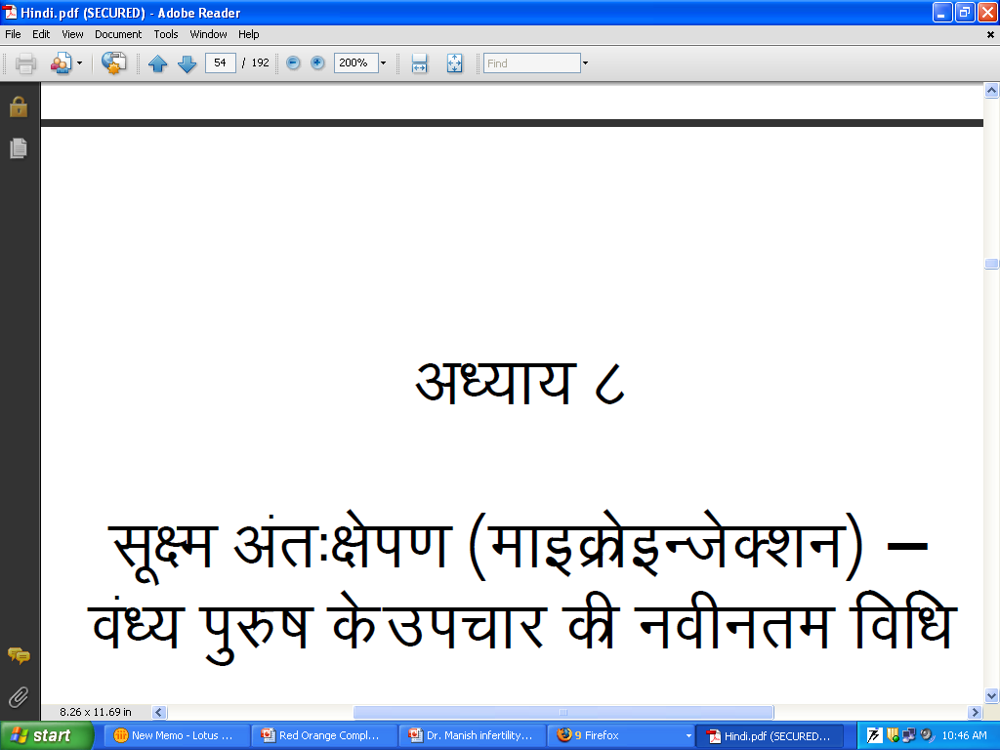 Hindi.pdf (SECURED) - Adobe Reader
File Edit View Document Tools Window Help
54 / 192 200% Find
अध्याय ८
सूक्ष्म अंतःक्षेपण (माइक्रोइन्जेक्शन) –
वंध्य पुरुष के उपचार की नवीनतम विधि
8.26 x 11.69 in
start New Memo - Lotus ... Red Orange Compl... Dr. Manish infertility... 9 Firefox Hindi.pdf (SECURED... 10:46 AM